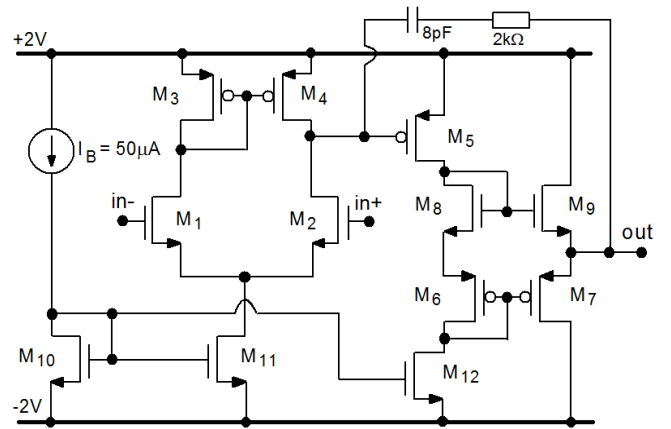 +2V
8pF
2kΩ
M3
M4
M5
IB = 50μA
in-
M1
M2
in+
M8
M9
out
M6
M7
M10
M11
M12
-2V